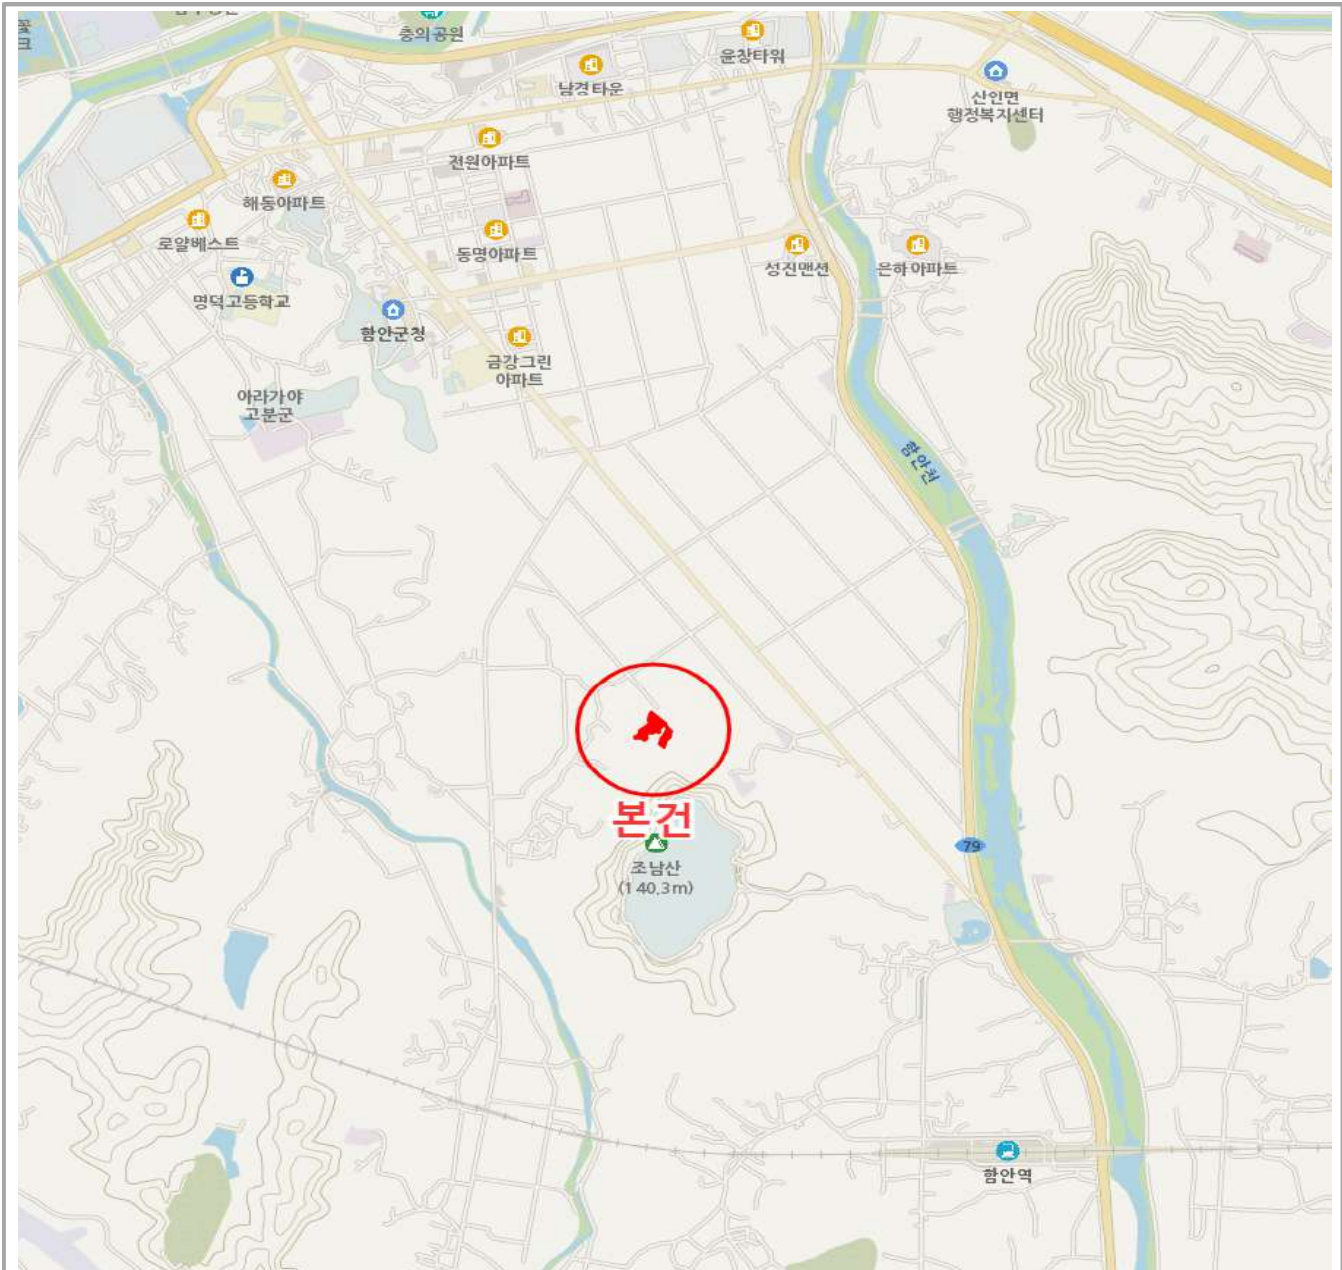 꽃
크
충의공원
윤창타워
남경타운
산인면
행정복지센터
전원아파트
해동아파트
로얄베스트
동명아파트
성진맨션
은하아파트
명덕고등학교
함안군청
금강그린
아파트
아라가야
고분군
함안천
본건
79
조남산
(140.3m)
함안역